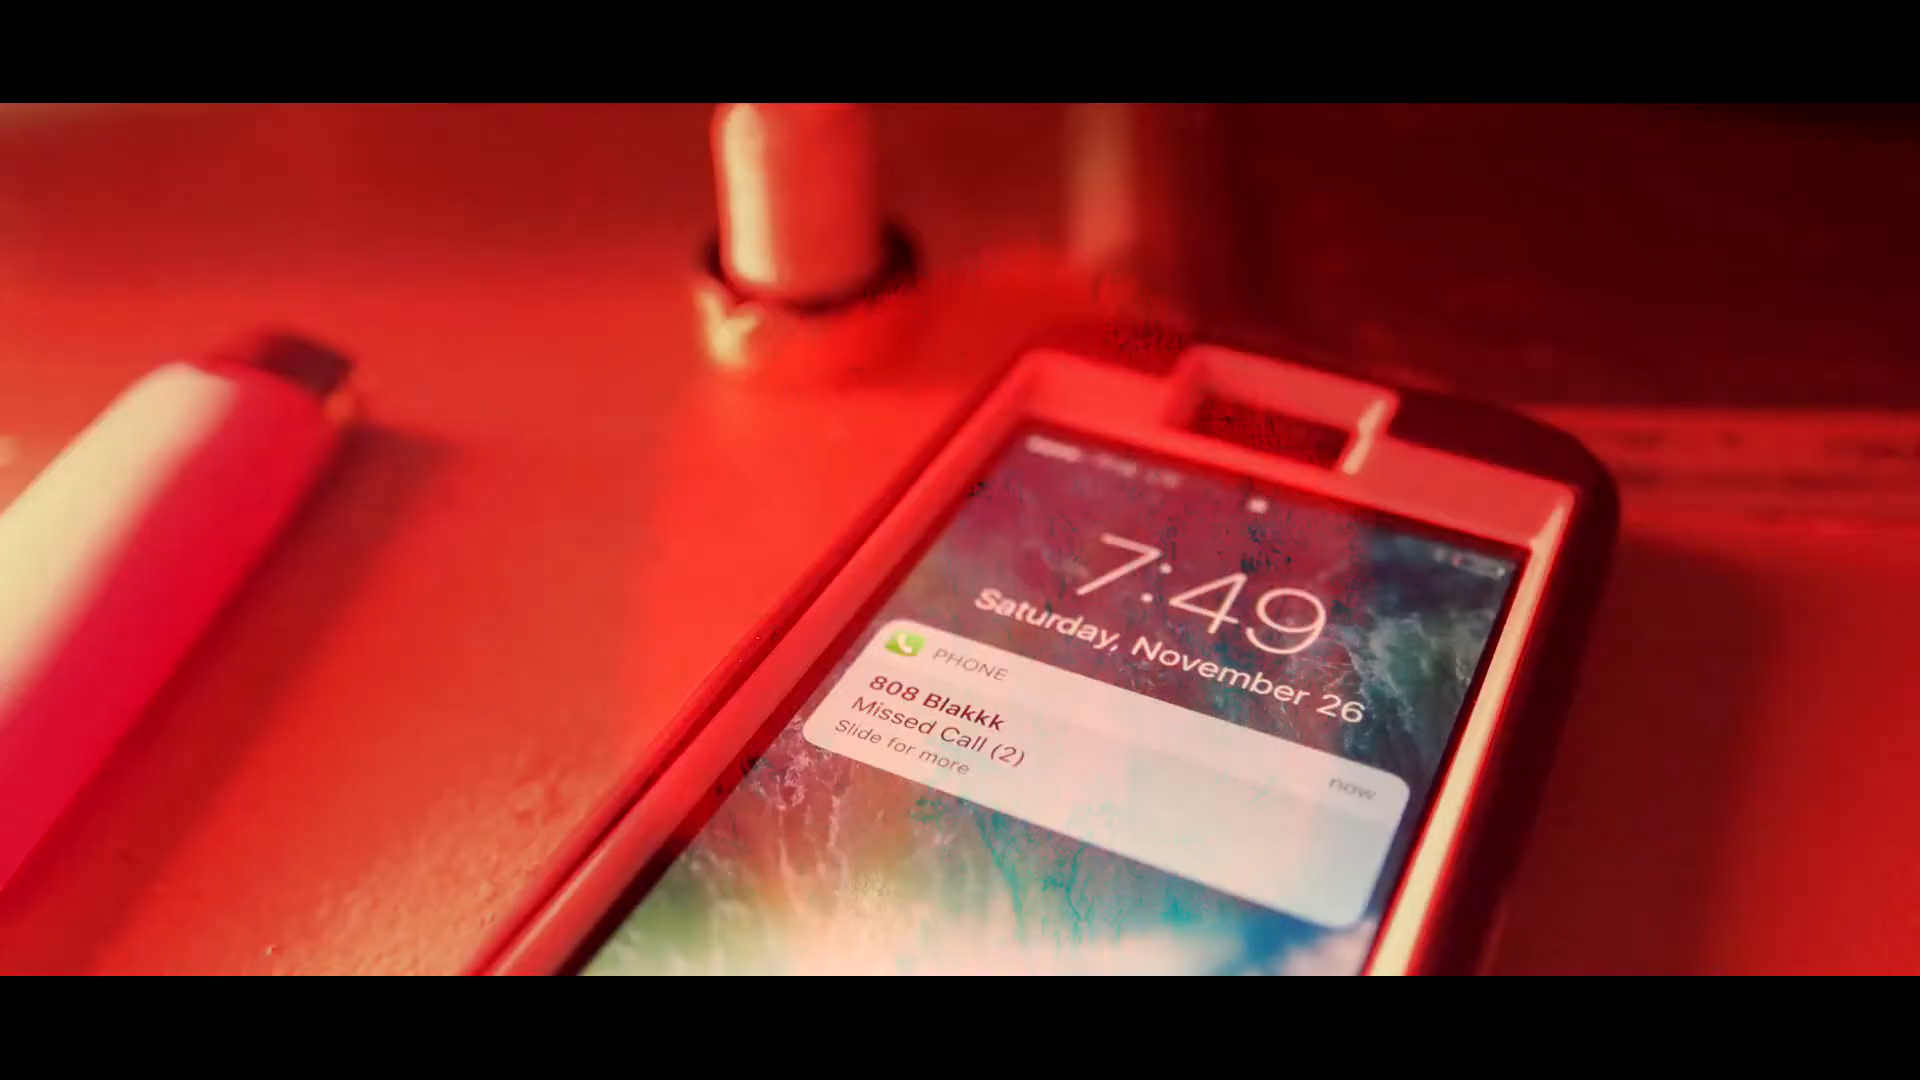 7:49
Saturday, November 26
PHONE
now
808 Blakkk
Missed Call (2)
Slide for more